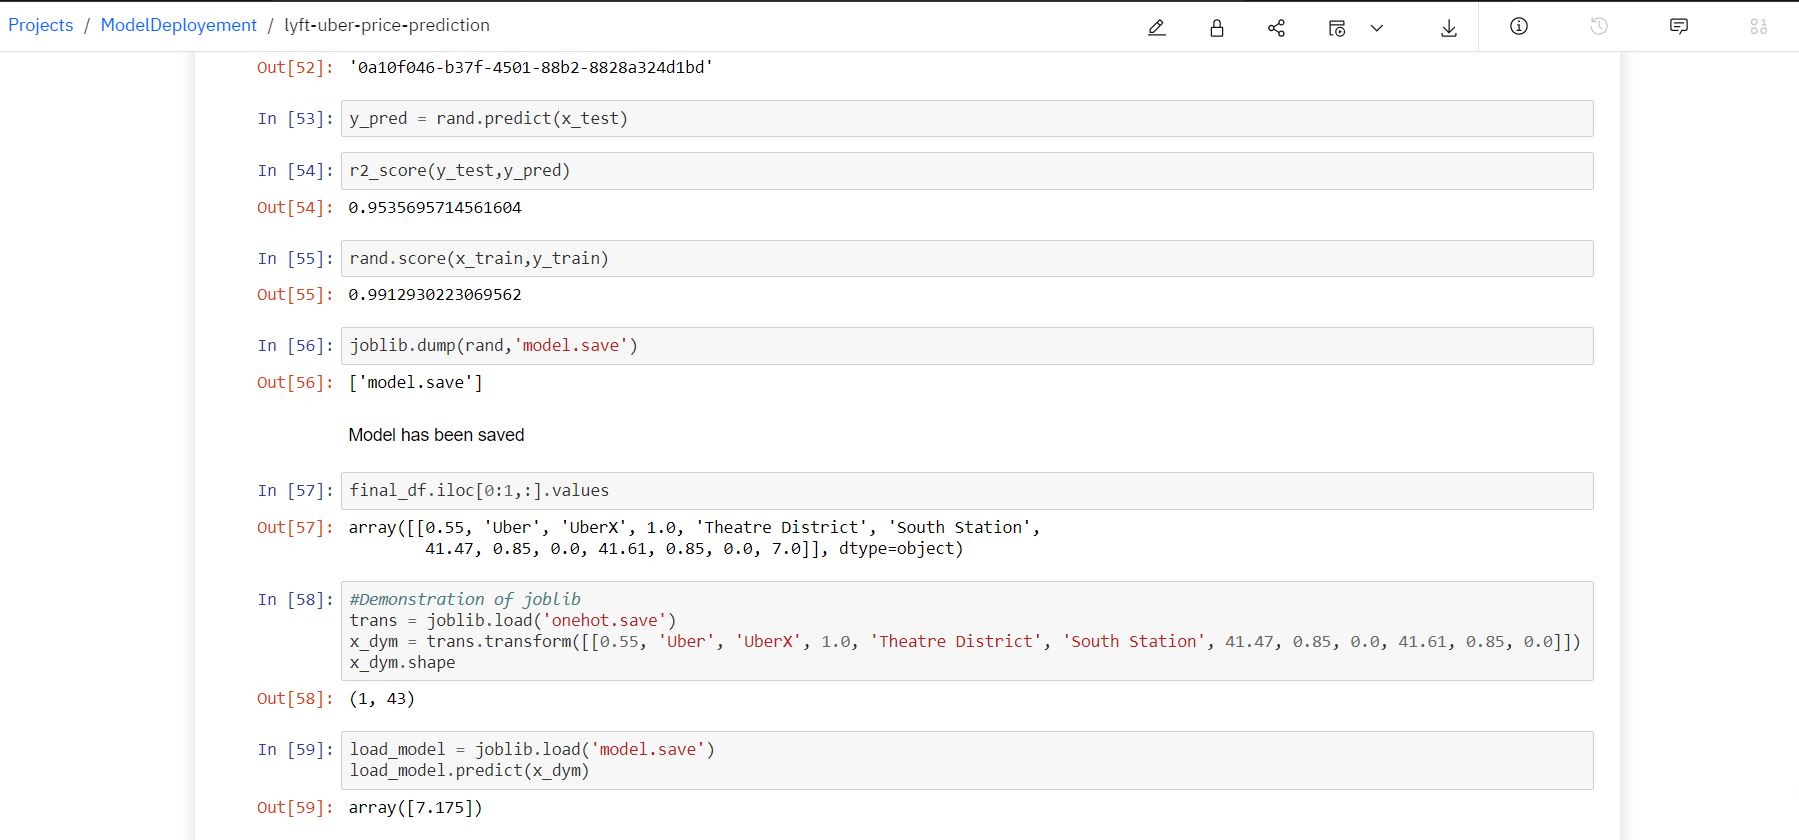 Projects / ModelDeployement / lyft-uber-price-prediction
Out[52]: '0a10f046-b37f-4501-88b2-8828a324d1bd'
In [53]: y_pred = rand.predict(x_test)
In [54]: r2_score(y_test,y_pred)
Out[54]: 0.9535695714561604
In [55]: rand.score(x_train,y_train)
Out[55]: 0.9912930223069562
In [56]: joblib.dump(rand,'model.save')
Out[56]: ['model.save']
Model has been saved
In [57]: final_df.iloc[0:1,:].values
Out[57]: array([[0.55, 'Uber', 'UberX', 1.0, 'Theatre District', 'South Station',
41.47, 0.85, 0.0, 41.61, 0.85, 0.0, 7.0]], dtype=object)
In [58]: #Demonstration of joblib
trans = joblib.load('onehot.save')
x_dym = trans.transform([[0.55, 'Uber', 'UberX', 1.0, 'Theatre District', 'South Station', 41.47, 0.85, 0.0, 41.61, 0.85, 0.0]])
x_dym.shape
Out[58]: (1, 43)
In [59]: load_model = joblib.load('model.save')
load_model.predict(x_dym)
Out[59]: array([7.175])